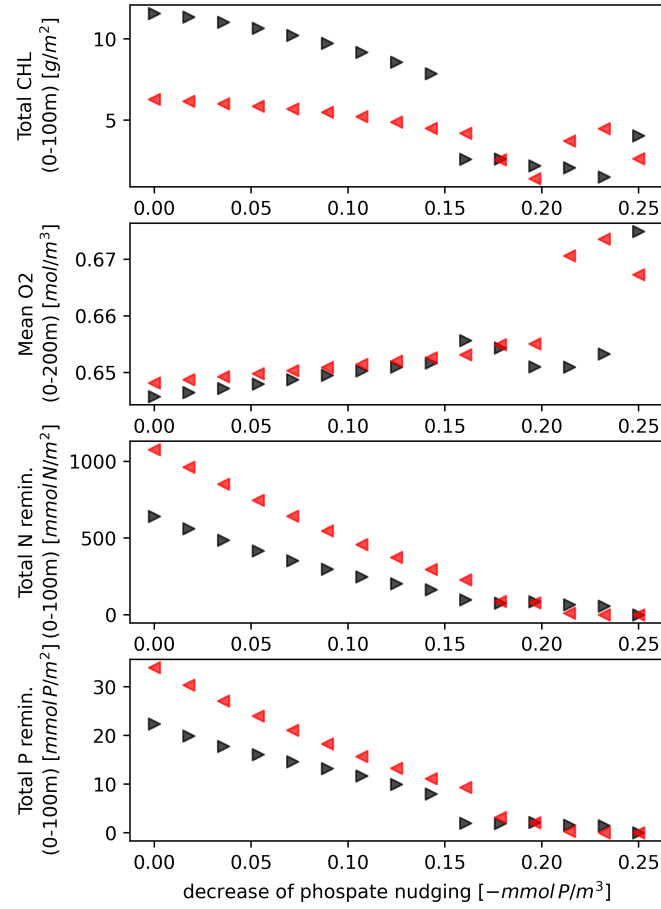 Total CHL
(0-100m) [g/m²]
10
5
0.00 0.05 0.10 0.15 0.20 0.25
Mean O2
(0-200m) [mol/m³]
0.67
0.66
0.65
0.00 0.05 0.10 0.15 0.20 0.25
Total N remin.
(0-100m) [mmol N/m²]
1000
500
0
0.00 0.05 0.10 0.15 0.20 0.25
Total P remin.
(0-100m) [mmol P/m²]
30
20
10
0
0.00 0.05 0.10 0.15 0.20 0.25
decrease of phospate nudging [−mmol P/m³]